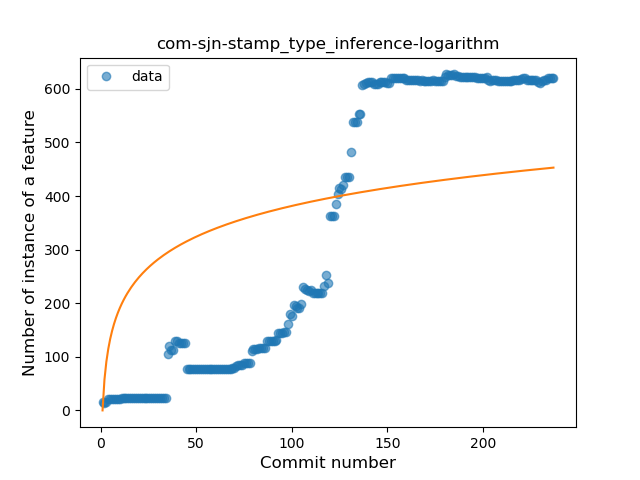 com-sjn-stamp_type_inference-logarithm
data
Number of instance of a feature
600
500
400
300
200
100
0
0 50 100 150 200
Commit number